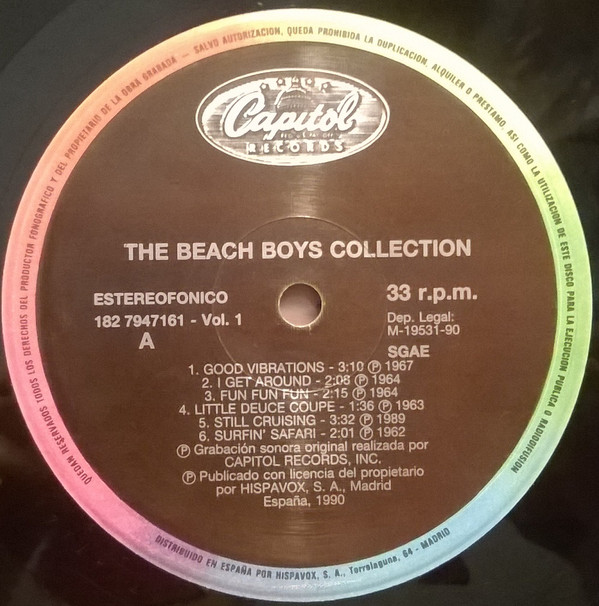 QUEDAN RESERVADOS TODOS LOS DERECHOS DEL PRODUCTOR FONOGRAFICO Y DEL PROPIETARIO DE LA OBRA GRABADA — SALVO AUTORIZACION, QUEDA PROHIBIDA LA DUPLICACION, ALQUILER O PRESTAMO, ASI COMO LA UTILIZACION DE ESTE DISCO PARA LA EJECUCION PUBLICA O RADIODIFUSION
Capitol
RECORDS
THE BEACH BOYS COLLECTION
ESTEREOFONICO
182 7947161 - Vol. 1
A
33 r.p.m.
Dep. Legal:
M-19531-90
SGAE
1. GOOD VIBRATIONS - 3:10 Ⓟ 1967
2. I GET AROUND - 2:08 Ⓟ 1964
3. FUN FUN FUN - 2:15 Ⓟ 1964
4. LITTLE DEUCE COUPE - 1:36 Ⓟ 1963
5. STILL CRUISING - 3:32 Ⓟ 1989
6. SURFIN' SAFARI - 2:01 Ⓟ 1962
Ⓟ Grabación sonora original realizada por
CAPITOL RECORDS, INC.
Ⓟ Publicado con licencia del propietario
por HISPAVOX, S. A., Madrid
España, 1990
DISTRIBUIDO EN ESPAÑA POR HISPAVOX, S. A., Torrelaguna, 64 - MADRID